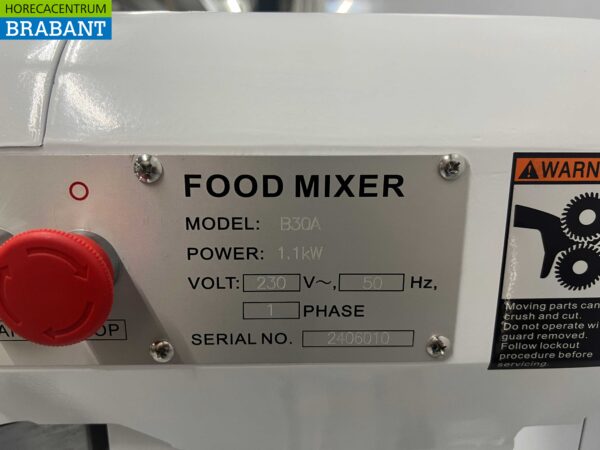 HORECACENTRUM
BRABANT
FOOD MIXER
MODEL: B30A
POWER: 1.1kW
VOLT: 230 V~, 50 Hz,
1 PHASE
SERIAL NO. 2406010
OP
WARN
Moving parts can
crush and cut.
Do not operate wi
guard removed.
Follow lockout
procedure before
servicing.